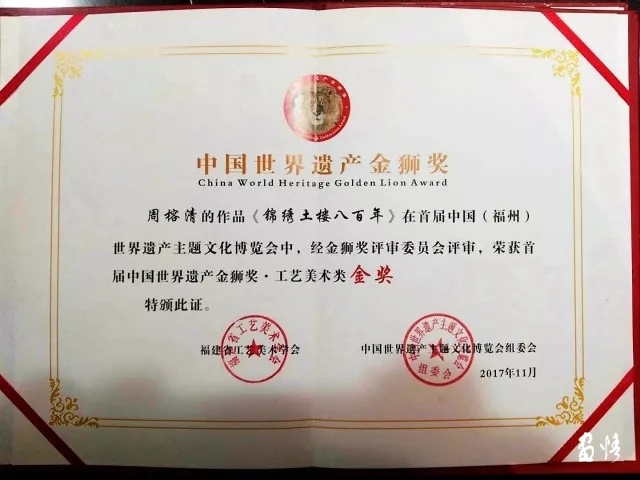 中国世界遗产金狮奖
China World Heritage Golden Lion Award
周榕清的作品《锦绣土楼八百年》在首届中国（福州）
世界遗产主题文化博览会中，经金狮奖评审委员会评审，荣获首
届中国世界遗产金狮奖·工艺美术类 金奖
特颁此证。
福建省工艺美术学会
中国世界遗产主题文化博览会组委会
2017年11月